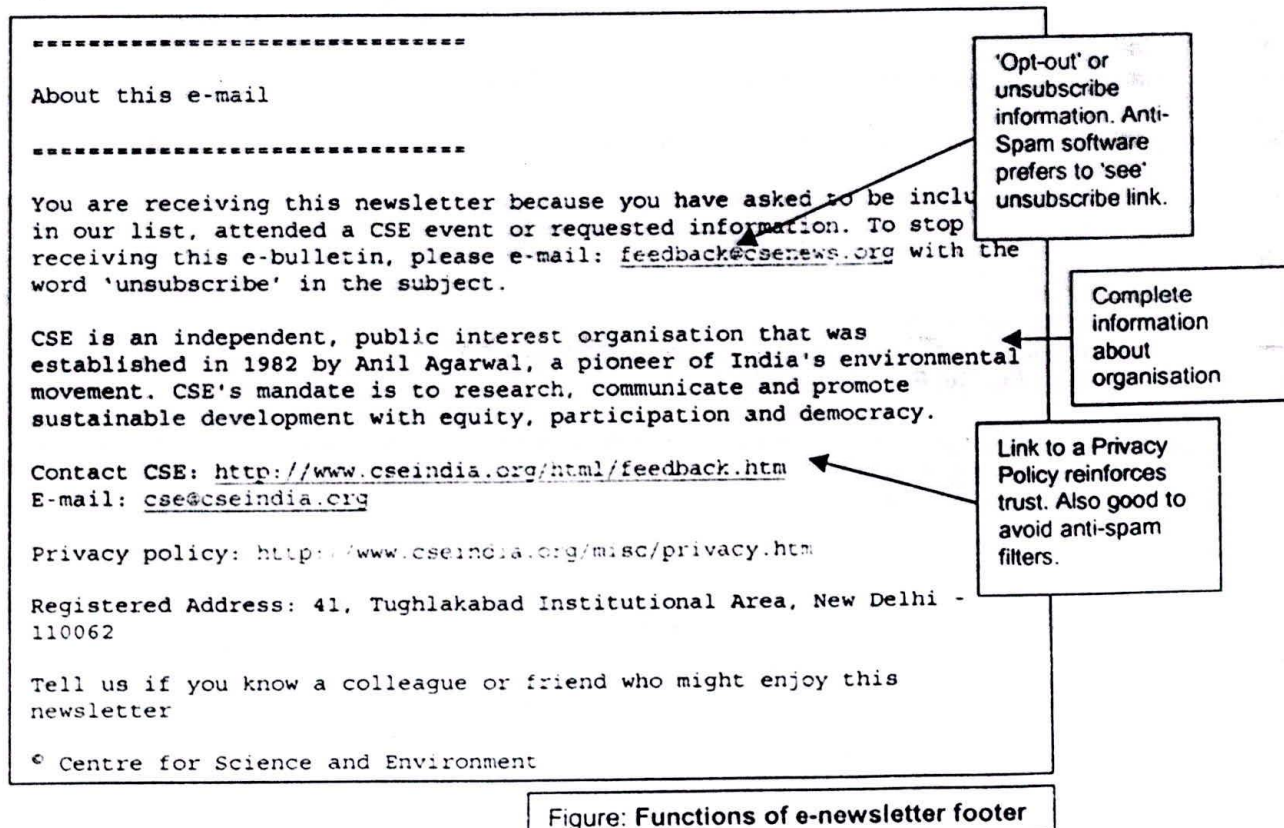 ===============================
About this e-mail
===============================
You are receiving this newsletter because you have asked to be inclu
in our list, attended a CSE event or requested information. To stop
receiving this e-bulletin, please e-mail: feedback@csenews.org with the
word 'unsubscribe' in the subject.
CSE is an independent, public interest organisation that was
established in 1982 by Anil Agarwal, a pioneer of India's environmental
movement. CSE's mandate is to research, communicate and promote
sustainable development with equity, participation and democracy.
Contact CSE: http://www.cseindia.org/html/feedback.htm
E-mail: cse@cseindia.org
Privacy policy: http://www.cseindia.org/misc/privacy.htm
Registered Address: 41, Tughlakabad Institutional Area, New Delhi -
110062
Tell us if you know a colleague or friend who might enjoy this
newsletter
© Centre for Science and Environment
'Opt-out' or
unsubscribe
information. Anti-
Spam software
prefers to 'see'
unsubscribe link.
Complete
information
about
organisation
Link to a Privacy
Policy reinforces
trust. Also good to
avoid anti-spam
filters.
Figure: Functions of e-newsletter footer